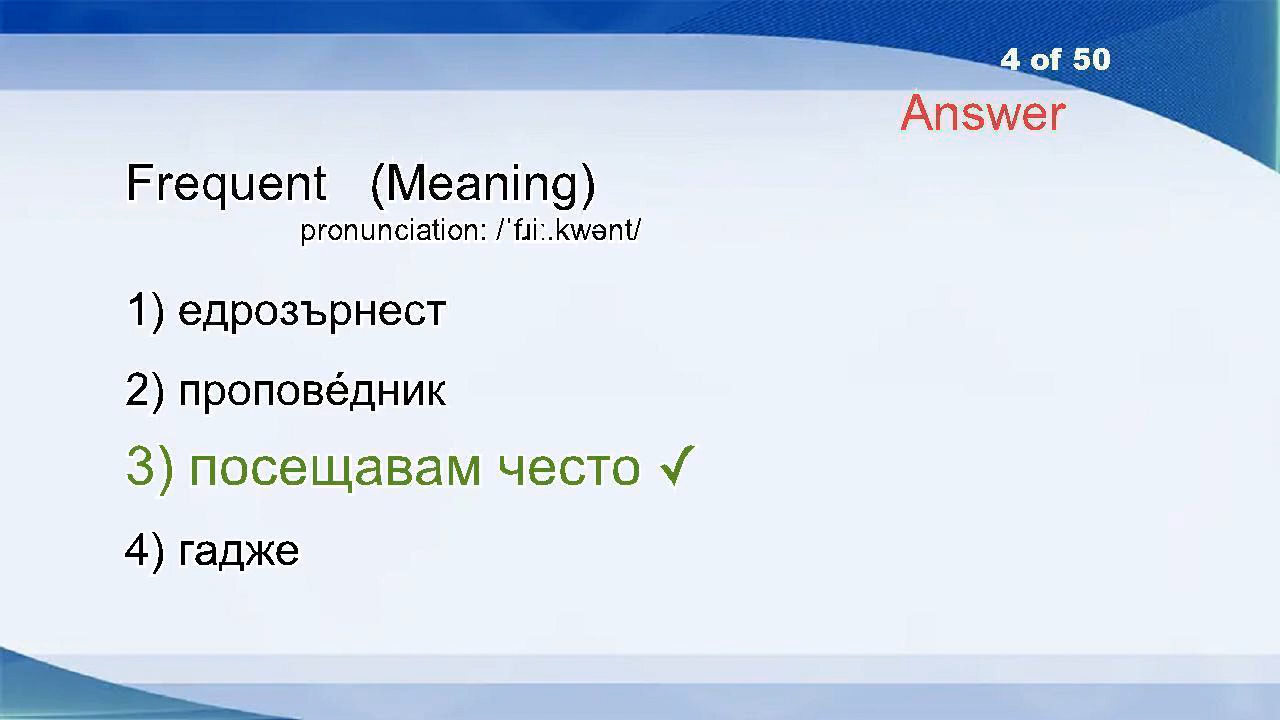 4 of 50
Answer
Frequent (Meaning)
pronunciation: /ˈfɹiː.kwənt/
1) едрозърнест
2) пропове́дник
3) посещавам често ✓
4) гадже